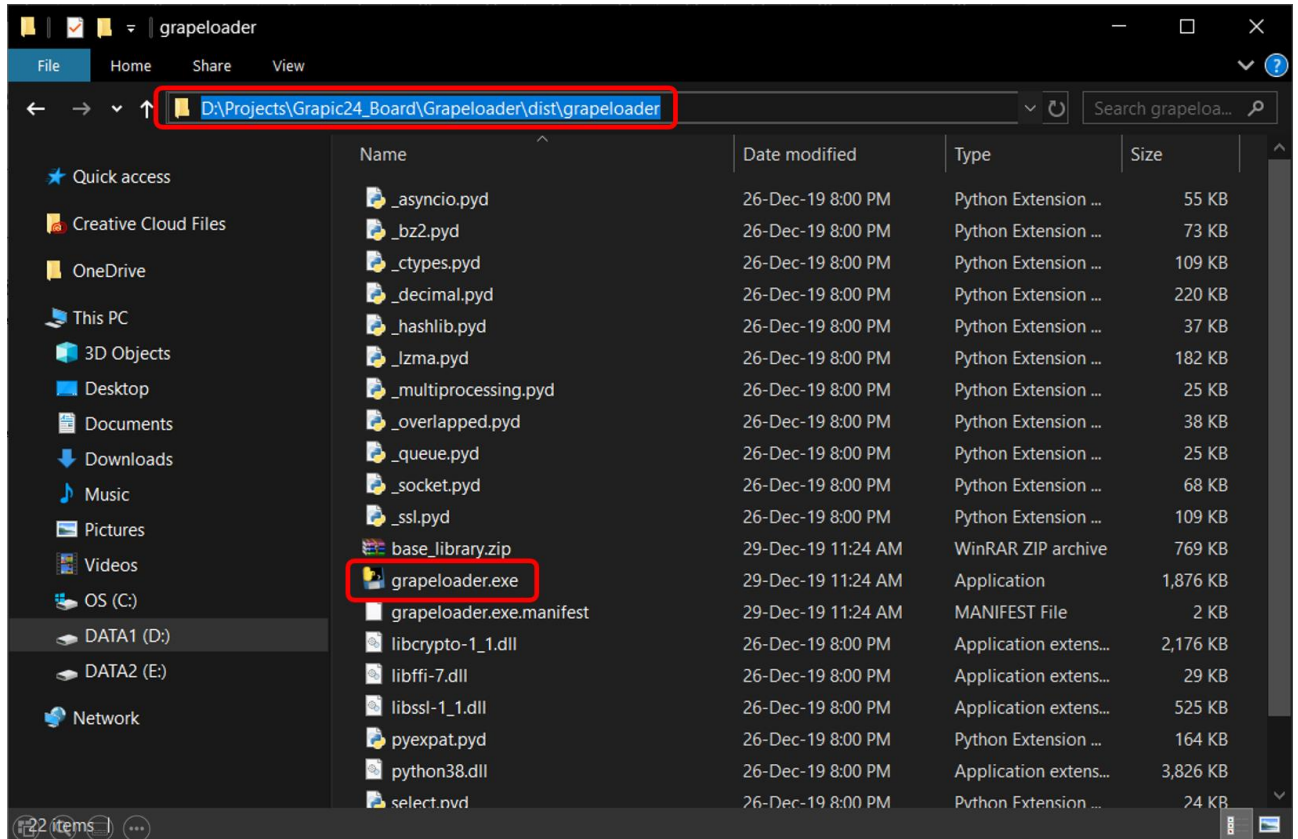 grapeloader
File Home Share View
D:\Projects\Grapic24_Board\Grapeloader\dist\grapeloader
Search grapeloa...
Name Date modified Type Size
Quick access
Creative Cloud Files
OneDrive
This PC
3D Objects
Desktop
Documents
Downloads
Music
Pictures
Videos
OS (C:)
DATA1 (D:)
DATA2 (E:)
Network
_asyncio.pyd 26-Dec-19 8:00 PM Python Extension ... 55 KB
_bz2.pyd 26-Dec-19 8:00 PM Python Extension ... 73 KB
_ctypes.pyd 26-Dec-19 8:00 PM Python Extension ... 109 KB
_decimal.pyd 26-Dec-19 8:00 PM Python Extension ... 220 KB
_hashlib.pyd 26-Dec-19 8:00 PM Python Extension ... 37 KB
_lzma.pyd 26-Dec-19 8:00 PM Python Extension ... 182 KB
_multiprocessing.pyd 26-Dec-19 8:00 PM Python Extension ... 25 KB
_overlapped.pyd 26-Dec-19 8:00 PM Python Extension ... 38 KB
_queue.pyd 26-Dec-19 8:00 PM Python Extension ... 25 KB
_socket.pyd 26-Dec-19 8:00 PM Python Extension ... 68 KB
_ssl.pyd 26-Dec-19 8:00 PM Python Extension ... 109 KB
base_library.zip 29-Dec-19 11:24 AM WinRAR ZIP archive 769 KB
grapeloader.exe 29-Dec-19 11:24 AM Application 1,876 KB
grapeloader.exe.manifest 29-Dec-19 11:24 AM MANIFEST File 2 KB
libcrypto-1_1.dll 26-Dec-19 8:00 PM Application extens... 2,176 KB
libffi-7.dll 26-Dec-19 8:00 PM Application extens... 29 KB
libssl-1_1.dll 26-Dec-19 8:00 PM Application extens... 525 KB
pyexpat.pyd 26-Dec-19 8:00 PM Python Extension ... 164 KB
python38.dll 26-Dec-19 8:00 PM Application extens... 3,826 KB
select.pyd 26-Dec-19 8:00 PM Python Extension ... 24 KB
22 items